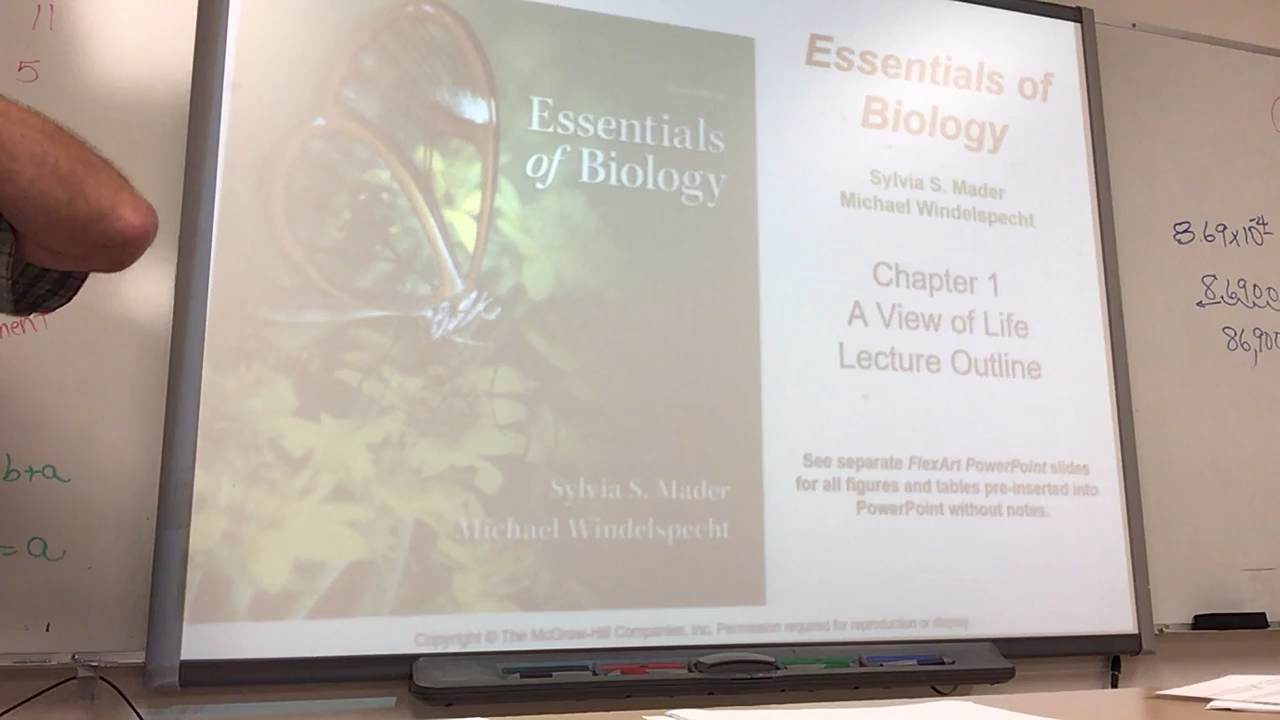 11
5
b+a
= a
Essentials
of Biology
Sylvia S. Mader
Michael Windelspecht
Essentials of
Biology
Sylvia S. Mader
Michael Windelspecht
Chapter 1
A View of Life
Lecture Outline
See separate FlexArt PowerPoint slides
for all figures and tables pre-inserted into
PowerPoint without notes.
Copyright © The McGraw-Hill Companies, Inc. Permission required for reproduction or display
8.69x10⁻⁴
86,900